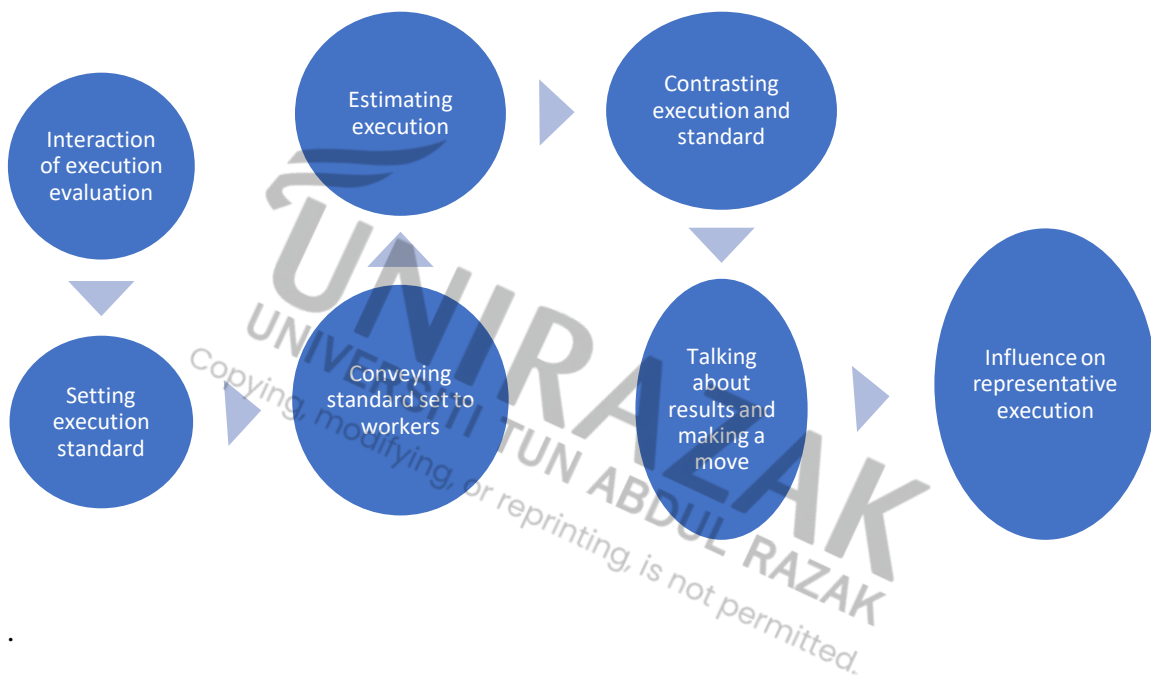 Interaction
of execution
evaluation
Setting
execution
standard
Conveying
standard set to
workers
Estimating
execution
Contrasting
execution and
standard
Talking
about
results and
making a
move
Influence on
representative
execution
UNIRAZAK
UNIVERSITI TUN ABDUL RAZAK
Copying, modifying, or reprinting, is not permitted.
.